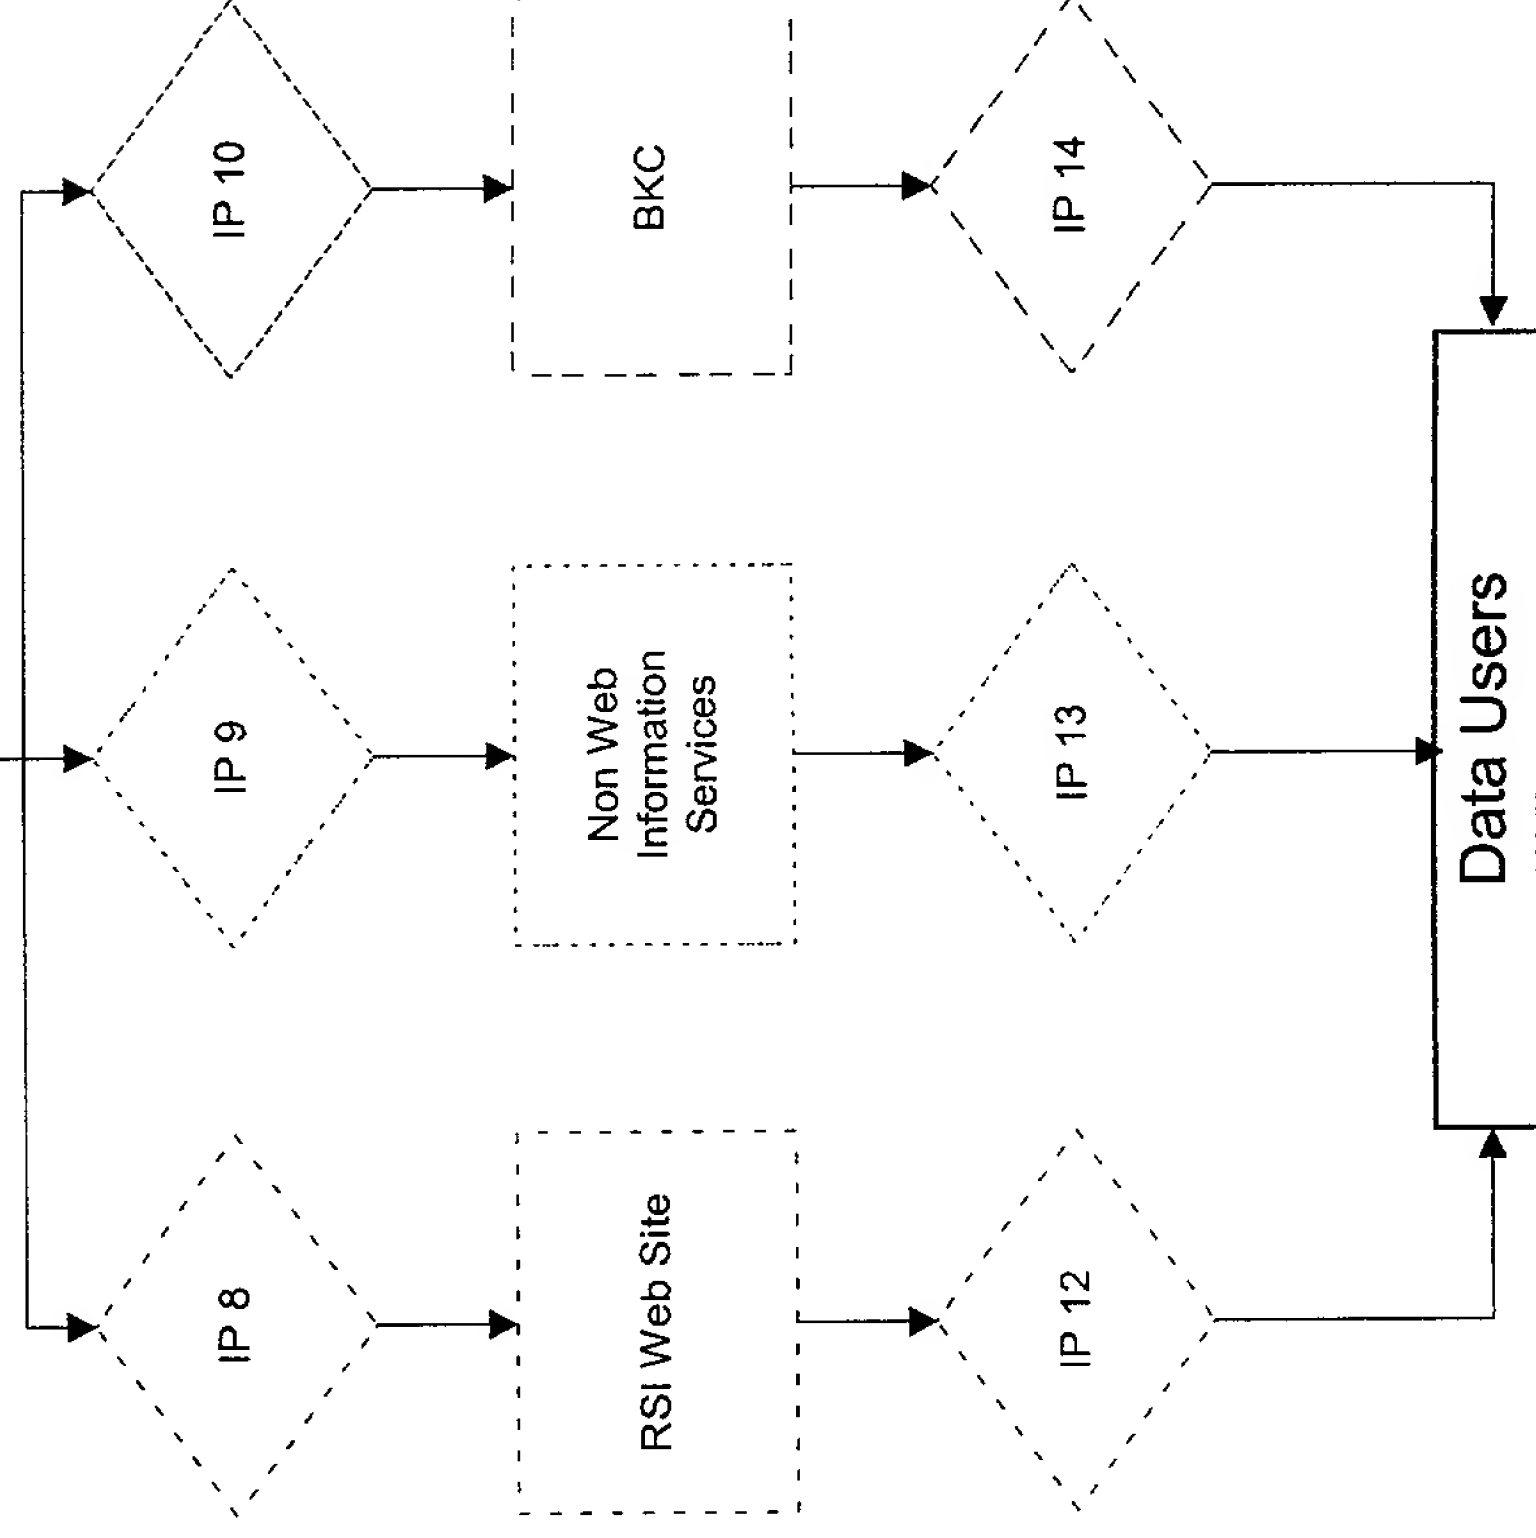 IP 8
IP 9
IP 10
RSI Web Site
Non Web
Information
Services
BKC
IP 12
IP 13
IP 14
Data Users